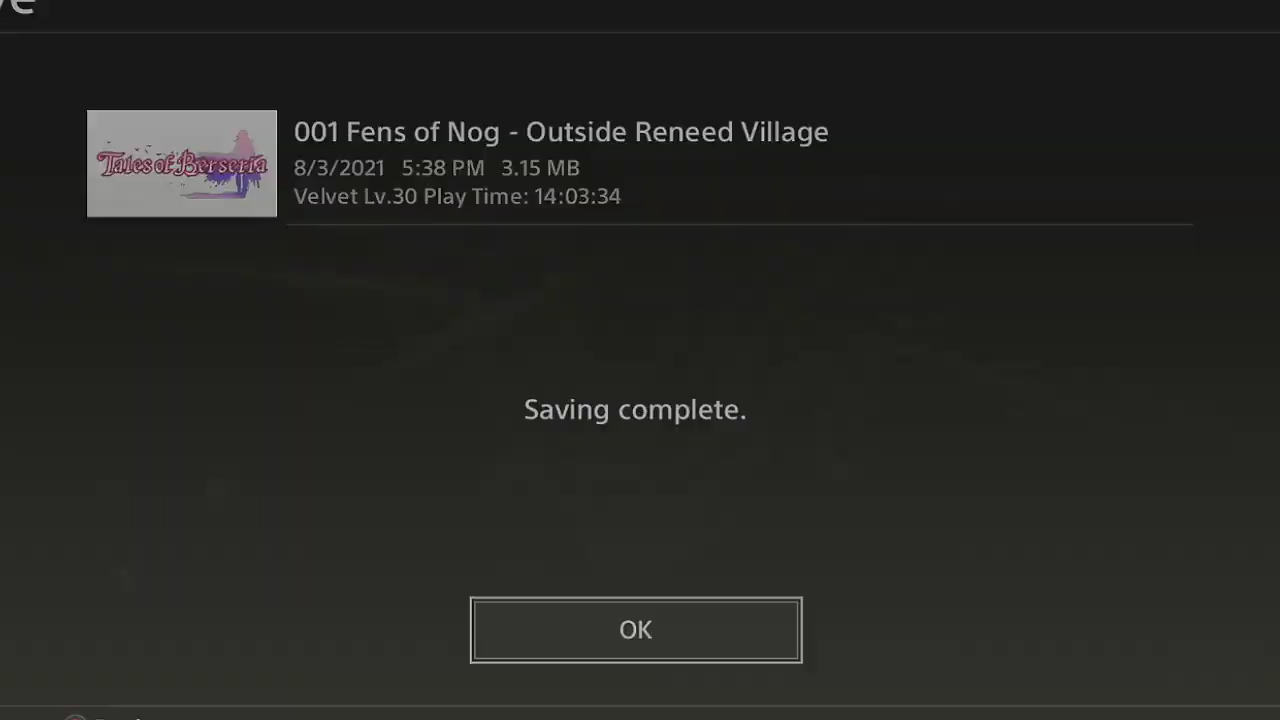 Tales of Berseria
001 Fens of Nog - Outside Reneed Village
8/3/2021 5:38 PM 3.15 MB
Velvet Lv.30 Play Time: 14:03:34
Saving complete.
OK